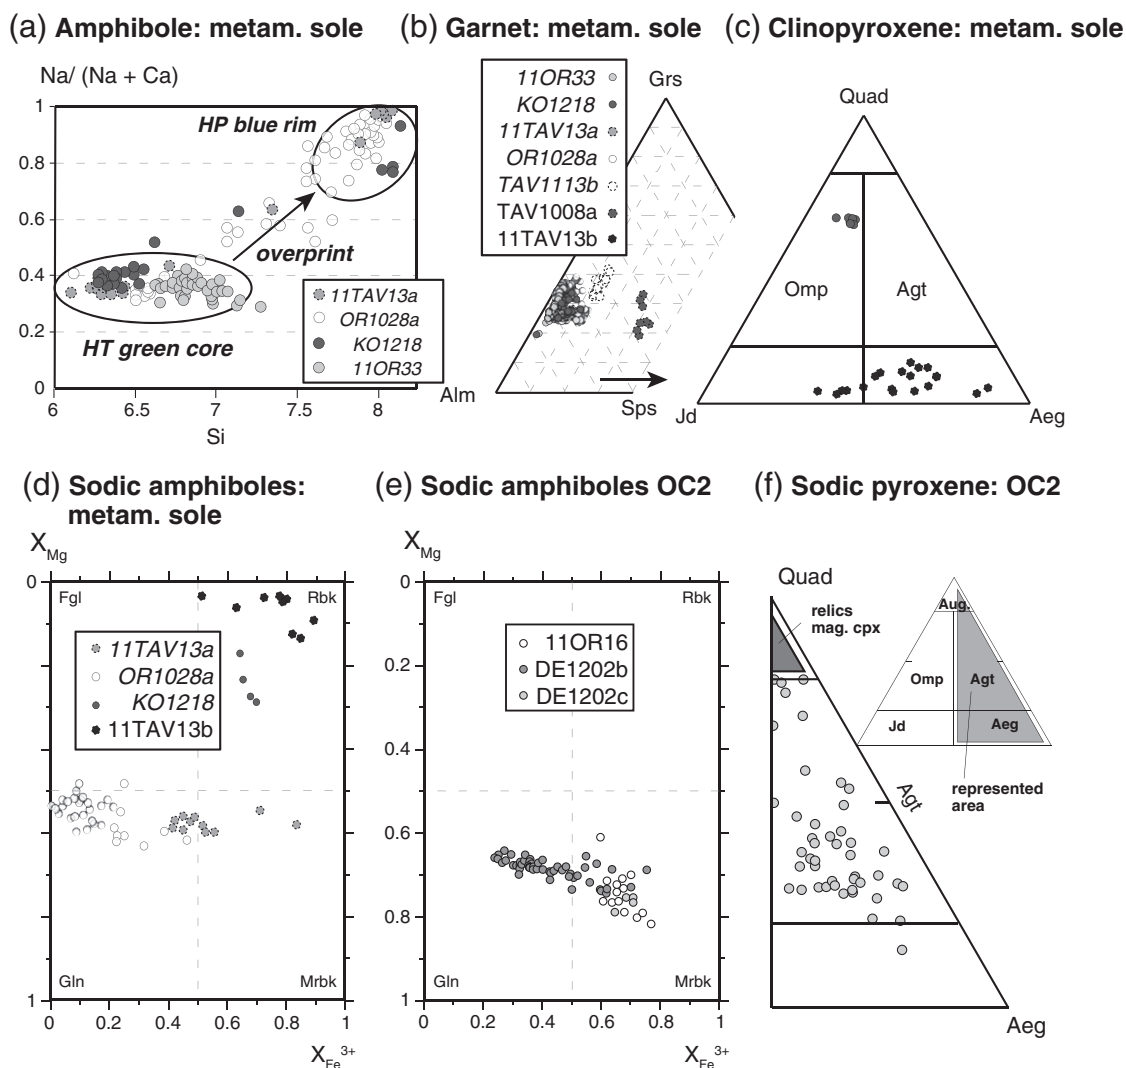 (a) Amphibole: metam. sole
Na/ (Na + Ca)
1
0.8
0.6
0.4
0.2
0
HP blue rim
overprint
HT green core
11TAV13a
OR1028a
KO1218
11OR33
6
6.5
7
7.5
8
Si
(b) Garnet: metam. sole
11OR33
KO1218
11TAV13a
OR1028a
TAV1113b
TAV1008a
11TAV13b
Grs
Alm
Sps
(c) Clinopyroxene: metam. sole
Quad
Omp
Agt
Jd
Aeg
(d) Sodic amphiboles:
metam. sole
XMg
0
Fgl
Rbk
11TAV13a
OR1028a
KO1218
11TAV13b
Gln
Mrbk
1
0
0.2
0.4
0.6
0.8
1
XFe3+
(e) Sodic amphiboles OC2
XMg
0
0.2
0.6
0.8
1
Fgl
Rbk
11OR16
DE1202b
DE1202c
Gln
Mrbk
0
0.2
0.4
0.6
0.8
1
XFe3+
(f) Sodic pyroxene: OC2
Quad
relics
mag. cpx
Agt
Aeg
Aug.
Omp
Agt
Jd
Aeg
represented
area